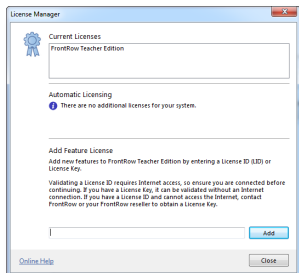 License Manager
Current Licenses
FrontRow Teacher Edition
Automatic Licensing
There are no additional licenses for your system.
Add Feature License
Add new features to FrontRow Teacher Edition by entering a License ID (LID) or
License Key.
Validating a License ID requires Internet access, so ensure you are connected before
continuing. If you have a License Key, it can be validated without an Internet
connection. If you have a License ID and cannot access the Internet, contact
FrontRow or your FrontRow reseller to obtain a License Key.
Add
Online Help
Close